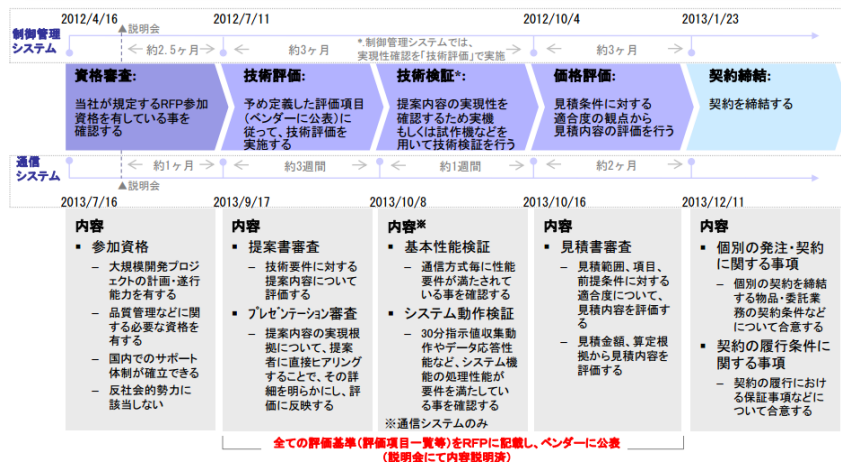 2012/4/16
2012/7/11
2012/10/4
2013/1/23
▲説明会
制御管理
システム
約2.5ヶ月
約3ヶ月
*.制御管理システムでは、
実現性確認を「技術評価」で実施
約3ヶ月
資格審査:
当社が規定するRFP参加
資格を有している事を
確認する
技術評価:
予め定義した評価項目
(ベンダーに公表)に
従って、技術評価を
実施する
技術検証*:
提案内容の実現性を
確認するため実機
もしくは試作機などを
用いて技術検証を行う
価格評価:
見積条件に対する
適合度の観点から
見積内容の評価を行う
契約締結:
契約を締結する
通信
システム
約1ヶ月
約3週間
約1週間
約2ヶ月
▲説明会
2013/7/16
2013/9/17
2013/10/8
2013/10/16
2013/12/11
内容
▪ 参加資格
– 大規模開発プロジ
ェクトの計画・遂行
能力を有する
– 品質管理などに関
する必要な資格を有
する
– 国内でのサポート
体制が確立できる
– 反社会的勢力に
該当しない
内容
▪ 提案書審査
– 技術要件に対する
提案内容について
評価する
▪ プレゼンテーション審査
– 提案内容の実現根
拠について、提案
者に直接ヒアリング
することで、その詳
細を明らかにし、評
価に反映する
内容※
▪ 基本性能検証
– 通信方式毎に性能
要件が満たされて
いる事を確認する
▪ システム動作検証
– 30分指示値収集動
作やデータ応答性
能など、システム機
能の処理性能が
要件を満たしてい
る事を確認する
※通信システムのみ
内容
▪ 見積書審査
– 見積範囲、項目、
前提条件に対する
適合度について、
見積内容を評価す
る
– 見積金額、算定根
拠から見積内容を
評価する
内容
▪ 個別の発注・契約
に関する事項
– 個別の契約を締結
する物品・委託業
務の契約条件など
について合意する
▪ 契約の履行条件に
関する事項
– 契約の履行における
保証事項などにつ
いて合意する
全ての評価基準(評価項目一覧等)をRFPに記載し、ベンダーに公表
(説明会にて内容説明済)